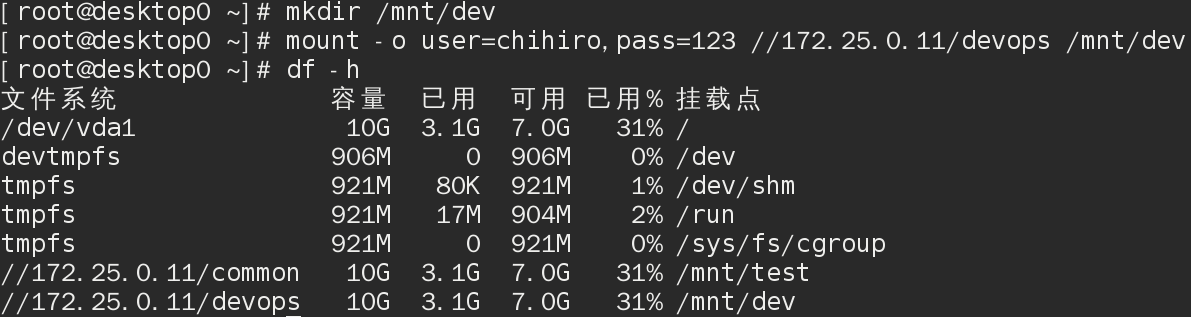 [root@desktop0 ~]# mkdir /mnt/dev
[root@desktop0 ~]# mount -o user=chihiro,pass=123 //172.25.0.11/devops /mnt/dev
[root@desktop0 ~]# df -h
文件系统 容量 已用 可用 已用% 挂载点
/dev/vda1 10G 3.1G 7.0G 31% /
devtmpfs 906M 0 906M 0% /dev
tmpfs 921M 80K 921M 1% /dev/shm
tmpfs 921M 17M 904M 2% /run
tmpfs 921M 0 921M 0% /sys/fs/cgroup
//172.25.0.11/common 10G 3.1G 7.0G 31% /mnt/test
//172.25.0.11/devops 10G 3.1G 7.0G 31% /mnt/dev